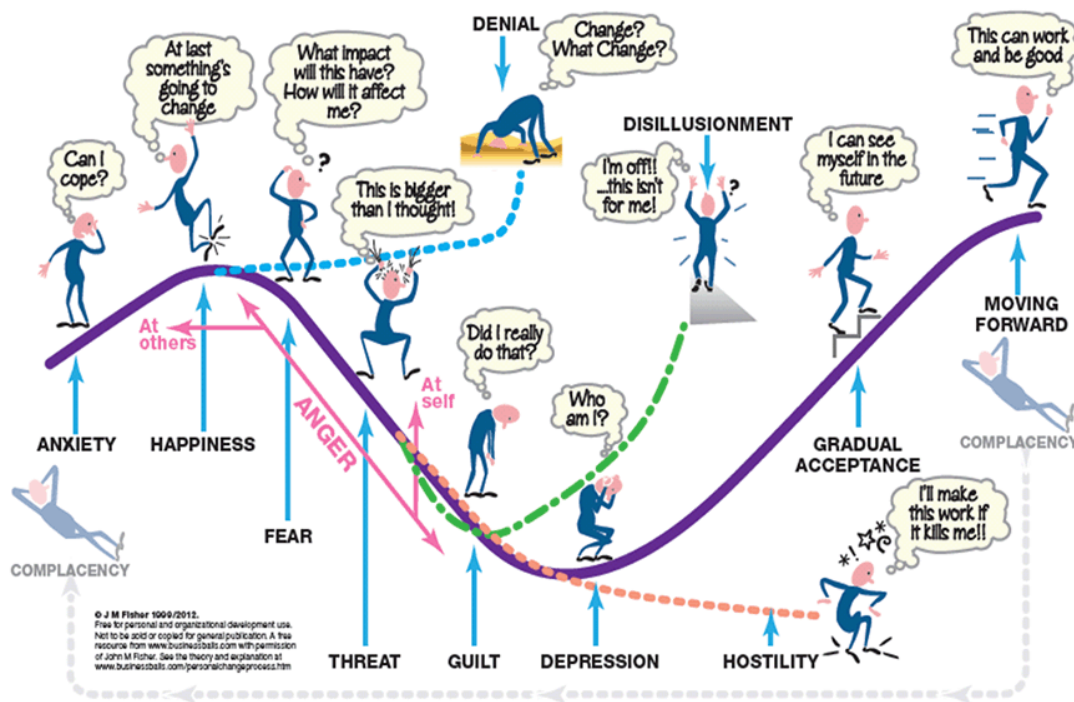 DENIAL
Change?
What Change?
This can work
and be good
At last
something's
going to
change
What impact
will this have?
How will it affect
me?
Can I
cope?
?
This is bigger
than I thought!
DISILLUSIONMENT
I'm off!!
...this isn't
for me!
?
I can see
myself in the
future
At
others
ANGER
At
self
Did I really
do that?
Who
am I?
MOVING
FORWARD
ANXIETY
HAPPINESS
FEAR
GRADUAL
ACCEPTANCE
COMPLACENCY
COMPLACENCY
I'll make
this work if
it kills me!!
*!
*
THREAT
GUILT
DEPRESSION
HOSTILITY
© J M Fisher 1999/2012.
Free for personal and organizational development use.
Not to be sold or copied for general publication. A free
resource from www.businessballs.com with permission
of John M Fisher. See the theory and explanation at
www.businessballs.com/personalchangeprocess.htm